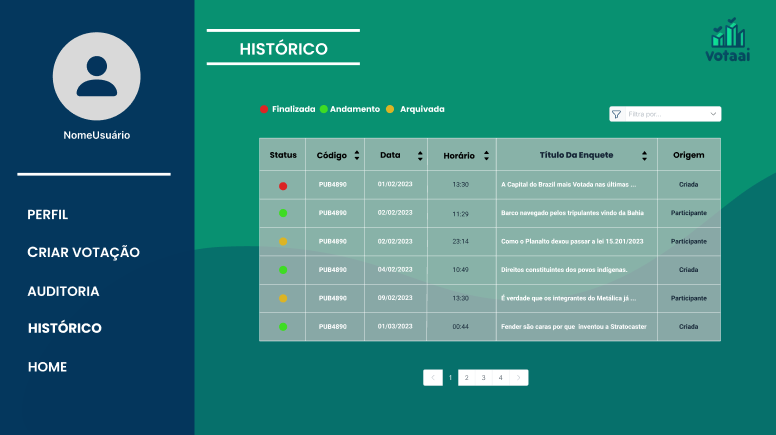 NomeUsuário
PERFIL
CRIAR VOTAÇÃO
AUDITORIA
HISTÓRICO
HOME
HISTÓRICO
votaai
Finalizada Andamento Arquivada
Filtra por...
Status Código Data Horário Título Da Enquete Origem
PUB4890 01/02/2023 13:30 A Capital do Brazil mais Votada nas últimas ... Criada
PUB4890 02/02/2023 11:29 Barco navegado pelos tripulantes vindo da Bahia Participante
PUB4890 02/02/2023 23:14 Como o Planalto dexou passar a lei 15.201/2023 Participante
PUB4890 04/02/2023 10:49 Direitos constituintes dos povos indígenas. Criada
PUB4890 09/02/2023 13:30 É verdade que os integrantes do Metálica já ... Participante
PUB4890 01/03/2023 00:44 Fender são caras por que inventou a Stratocaster Criada
1 2 3 4